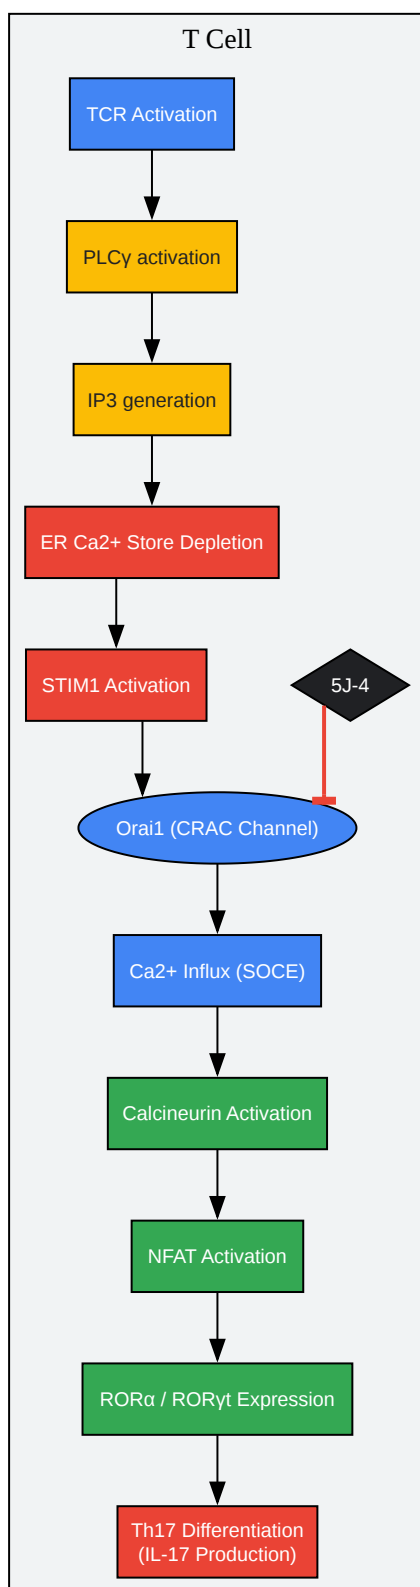 T Cell
TCR Activation
PLCγ activation
IP3 generation
ER Ca2+ Store Depletion
STIM1 Activation
5J-4
Orai1 (CRAC Channel)
Ca2+ Influx (SOCE)
Calcineurin Activation
NFAT Activation
RORα / RORγt Expression
Th17 Differentiation
(IL-17 Production)